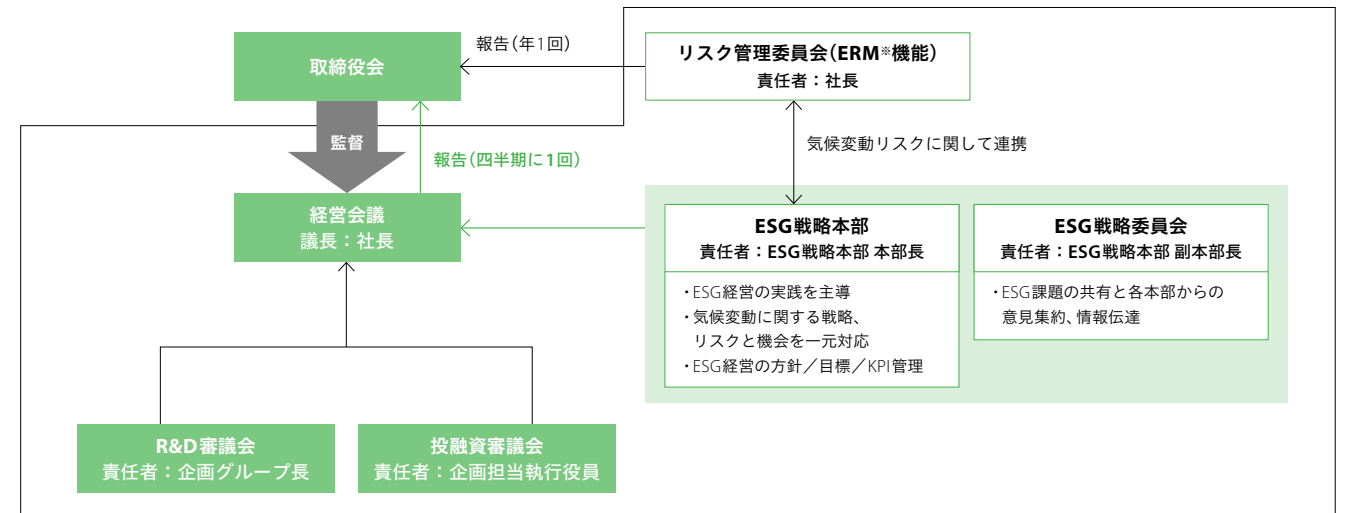 報告(年1回)
取締役会
リスク管理委員会(ERM※機能)
責任者:社長
監督
報告(四半期に1回)
気候変動リスクに関して連携
経営会議
議長:社長
ESG戦略本部
責任者:ESG戦略本部 本部長
・ESG経営の実践を主導
・気候変動に関する戦略、
リスクと機会を一元対応
・ESG経営の方針/目標/KPI管理
ESG戦略委員会
責任者:ESG戦略本部 副本部長
・ESG課題の共有と各本部からの
意見集約、情報伝達
R&D審議会
責任者:企画グループ長
投融資審議会
責任者:企画担当執行役員